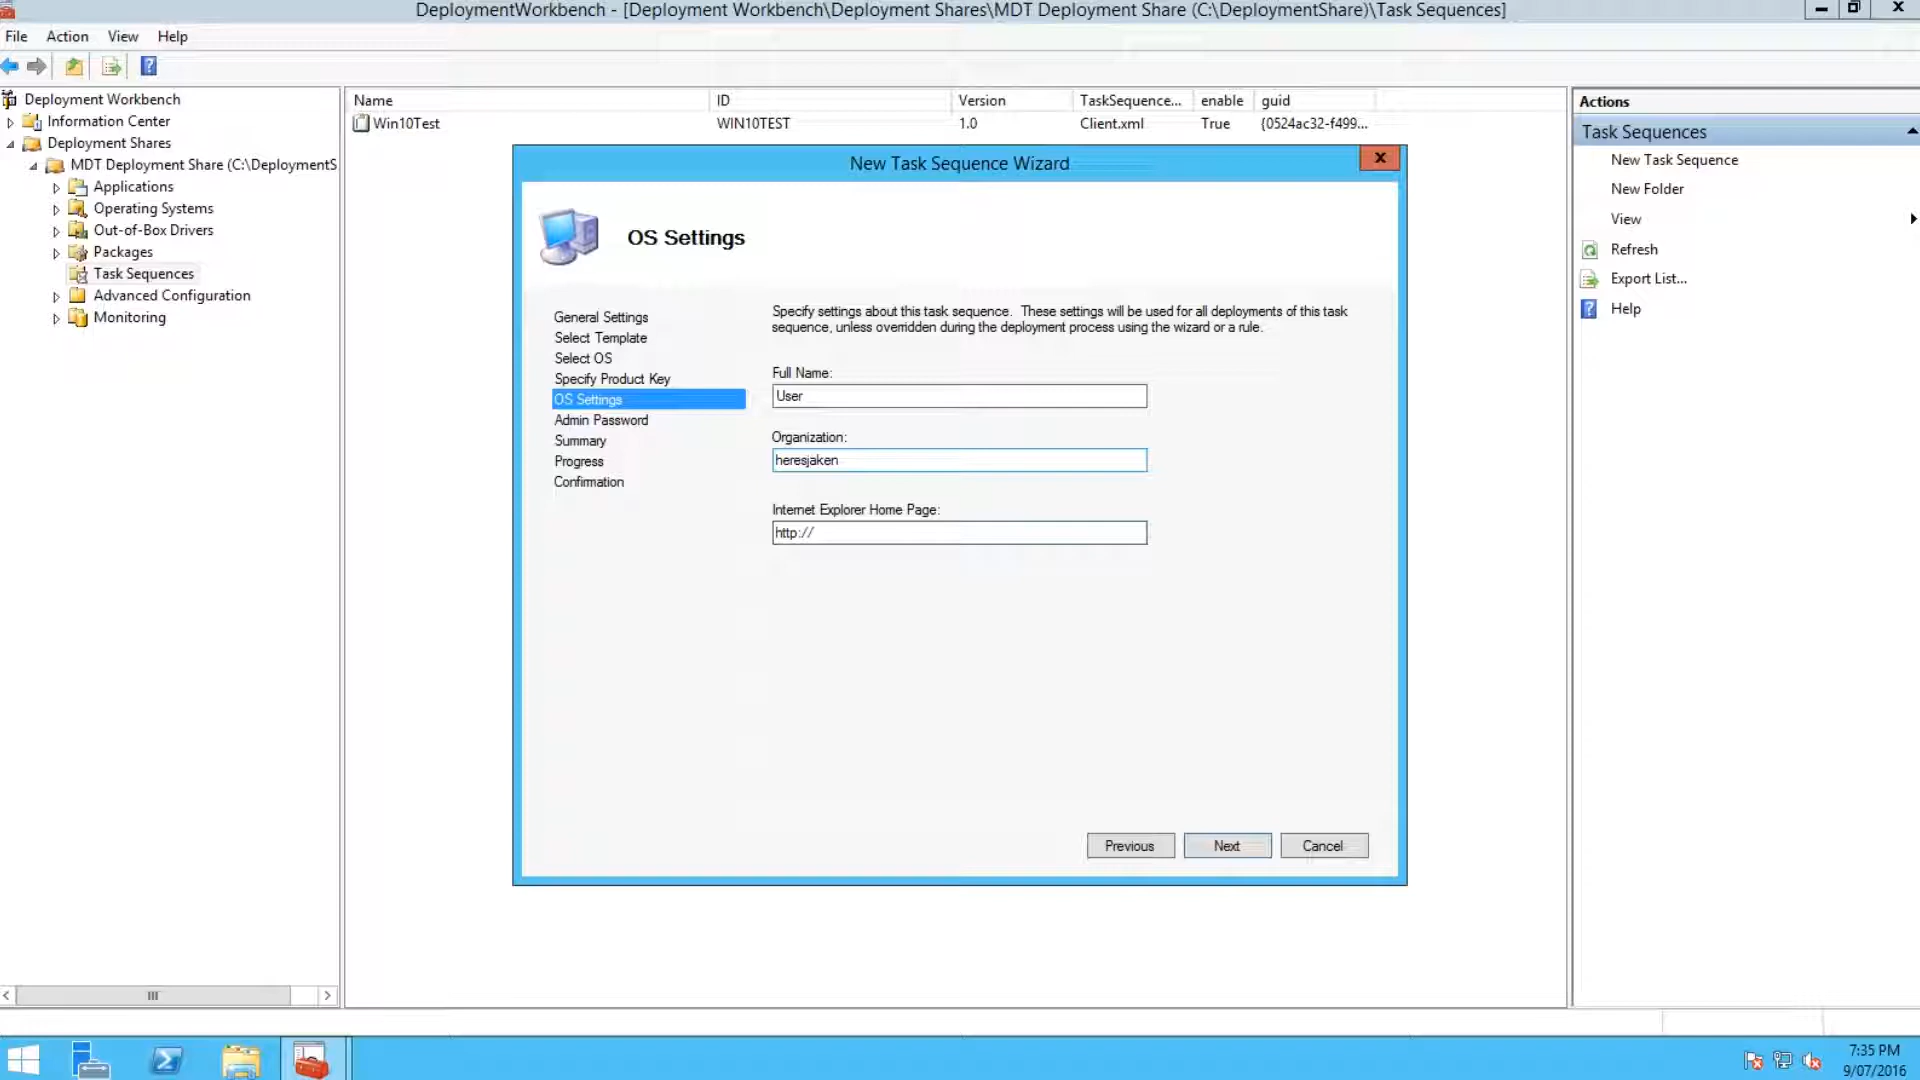 DeploymentWorkbench - [Deployment Workbench\Deployment Shares\MDT Deployment Share (C:\DeploymentShare)\Task Sequences]
File Action View Help
Deployment Workbench
Information Center
Deployment Shares
MDT Deployment Share (C:\DeploymentS
Applications
Operating Systems
Out-of-Box Drivers
Packages
Task Sequences
Advanced Configuration
Monitoring
Name ID Version TaskSequence... enable guid
Win10Test WIN10TEST 1.0 Client.xml True {0524ac32-f499...
New Task Sequence Wizard
OS Settings
General Settings
Select Template
Select OS
Specify Product Key
OS Settings
Admin Password
Summary
Progress
Confirmation
Specify settings about this task sequence. These settings will be used for all deployments of this task
sequence, unless overridden during the deployment process using the wizard or a rule.
Full Name:
User
Organization:
heresjaken
Internet Explorer Home Page:
http://
Previous Next Cancel
Actions
Task Sequences
New Task Sequence
New Folder
View
Refresh
Export List...
Help
7:35 PM
9/07/2016